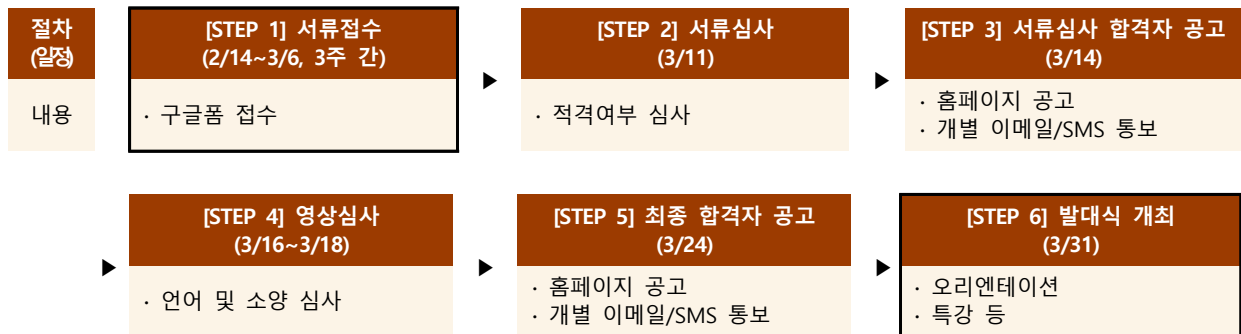 절차
(일정)
[STEP 1] 서류접수
(2/14~3/6, 3주 간)
[STEP 2] 서류심사
(3/11)
[STEP 3] 서류심사 합격자 공고
(3/14)
내용
· 구글폼 접수
· 적격여부 심사
· 홈페이지 공고
· 개별 이메일/SMS 통보
[STEP 4] 영상심사
(3/16~3/18)
[STEP 5] 최종 합격자 공고
(3/24)
[STEP 6] 발대식 개최
(3/31)
· 언어 및 소양 심사
· 홈페이지 공고
· 개별 이메일/SMS 통보
· 오리엔테이션
· 특강 등